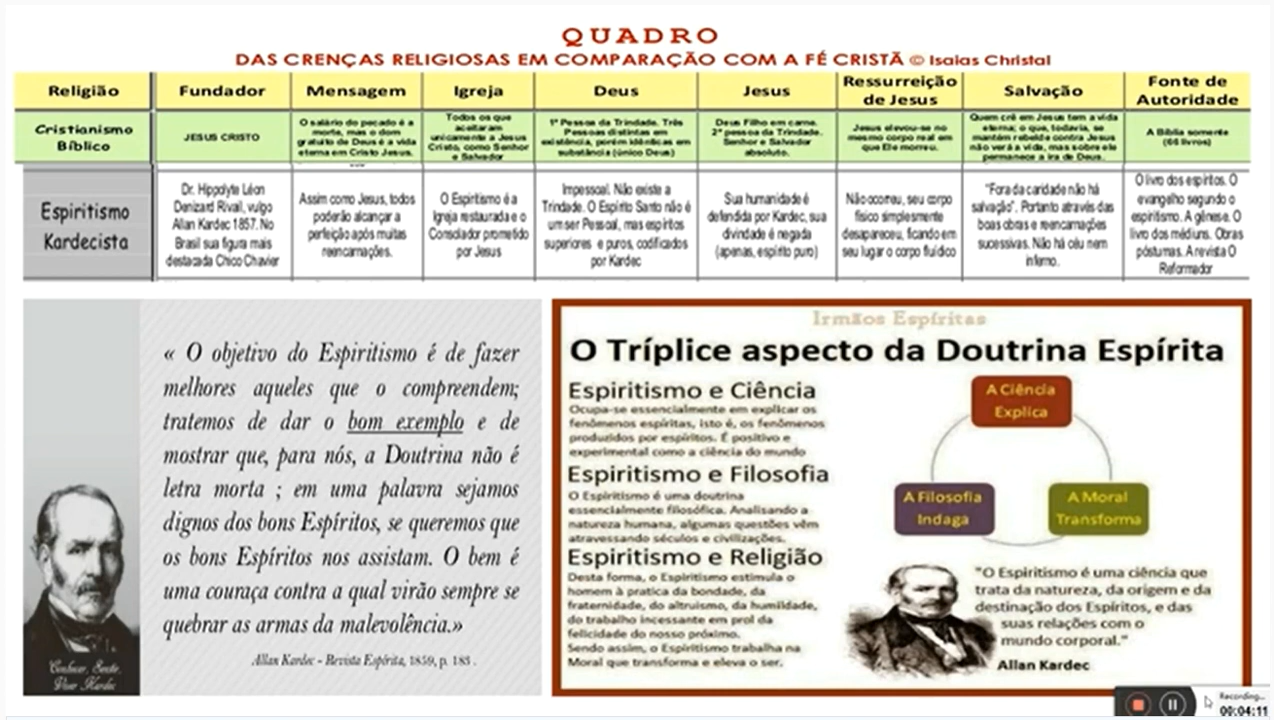 QUADRO
DAS CRENÇAS RELIGIOSAS EM COMPARAÇÃO COM A FÉ CRISTÃ © Isaias Christal
Religião
Fundador
Mensagem
Igreja
Deus
Jesus
Ressurreição
de Jesus
Salvação
Fonte de
Autoridade
Cristianismo
Bíblico
JESUS CRISTO
O salário do pecado é a
morte, mas o dom
gratuito de Deus é a vida
eterna em Cristo Jesus.
Todos os que
aceitaram
unicamente a Jesus
Cristo, como Senhor
e Salvador
1ª Pessoa da Trindade. Três
Pessoas distintas em
existência, porém idênticas em
substância (único Deus)
Deus Filho em carne.
2ª pessoa da Trindade.
Senhor e Salvador
absoluto.
Jesus elevou-se no
mesmo corpo real em
que Ele morreu.
Quem crê em Jesus tem a vida
eterna; o que, todavia, se
mantém rebelde contra Jesus
não verá a vida, mas sobre ele
permanece a ira de Deus.
A Bíblia somente
(66 livros)
Espiritismo
Kardecista
Dr. Hippolyte Léon
Denizard Rivail, vulgo
Allan Kardec 1857. No
Brasil sua figura mais
destacada Chico Chavier
Assim como Jesus, todos
poderão alcançar a
perfeição após muitas
reencarnações.
O Espiritismo é a
Igreja restaurada e o
Consolador prometido
por Jesus
Impessoal. Não existe a
Trindade. O Espírito Santo não é
um ser Pessoal, mas espíritos
superiores e puros, codificados
por Kardec
Sua humanidade é
defendida por Kardec, sua
divindade é negada
(apenas, espírito puro)
Não ocorreu, seu corpo
físico simplesmente
desapareceu, ficando em
seu lugar o corpo fluídico
"Fora da caridade não há
salvação". Portanto através das
boas obras e reencarnações
sucessivas. Não há céu nem
inferno.
O livro dos espíritos. O
evangelho segundo o
espiritismo. A gênese. O
livro dos médiuns. Obras
póstumas. A revista O
Reformador
« O objetivo do Espiritismo é de fazer
melhores aqueles que o compreendem;
tratemos de dar o bom exemplo e de
mostrar que, para nós, a Doutrina não é
letra morta ; em uma palavra sejamos
dignos dos bons Espíritos, se queremos que
os bons Espíritos nos assistam. O bem é
uma couraça contra a qual virão sempre se
quebrar as armas da malevolência.»
Allan Kardec - Revista Espírita, 1859, p. 183 .
Conhecer, Sentir,
Viver Kardec
Irmãos Espíritas
O Tríplice aspecto da Doutrina Espírita
Espiritismo e Ciência
Ocupa-se essencialmente em explicar os
fenômenos espíritas, isto é, os fenômenos
produzidos por espíritos. É positivo e
experimental como a ciência do mundo
Espiritismo e Filosofia
O Espiritismo é uma doutrina
essencialmente filosófica. Analisando a
natureza humana, algumas questões vêm
atravessando séculos e civilizações.
Espiritismo e Religião
Desta forma, o Espiritismo estimula o
homem à pratica da bondade, da
fraternidade, do altruismo, da humildade,
do trabalho incessante em prol da
felicidade do nosso próximo.
Sendo assim, o Espiritismo trabalha na
Moral que transforma e eleva o ser.
A Ciência
Explica
A Filosofia
Indaga
A Moral
Transforma
"O Espiritismo é uma ciência que
trata da natureza, da origem e da
destinação dos Espíritos, e das
suas relações com o
mundo corporal."
Allan Kardec
Recording...
00:04:11